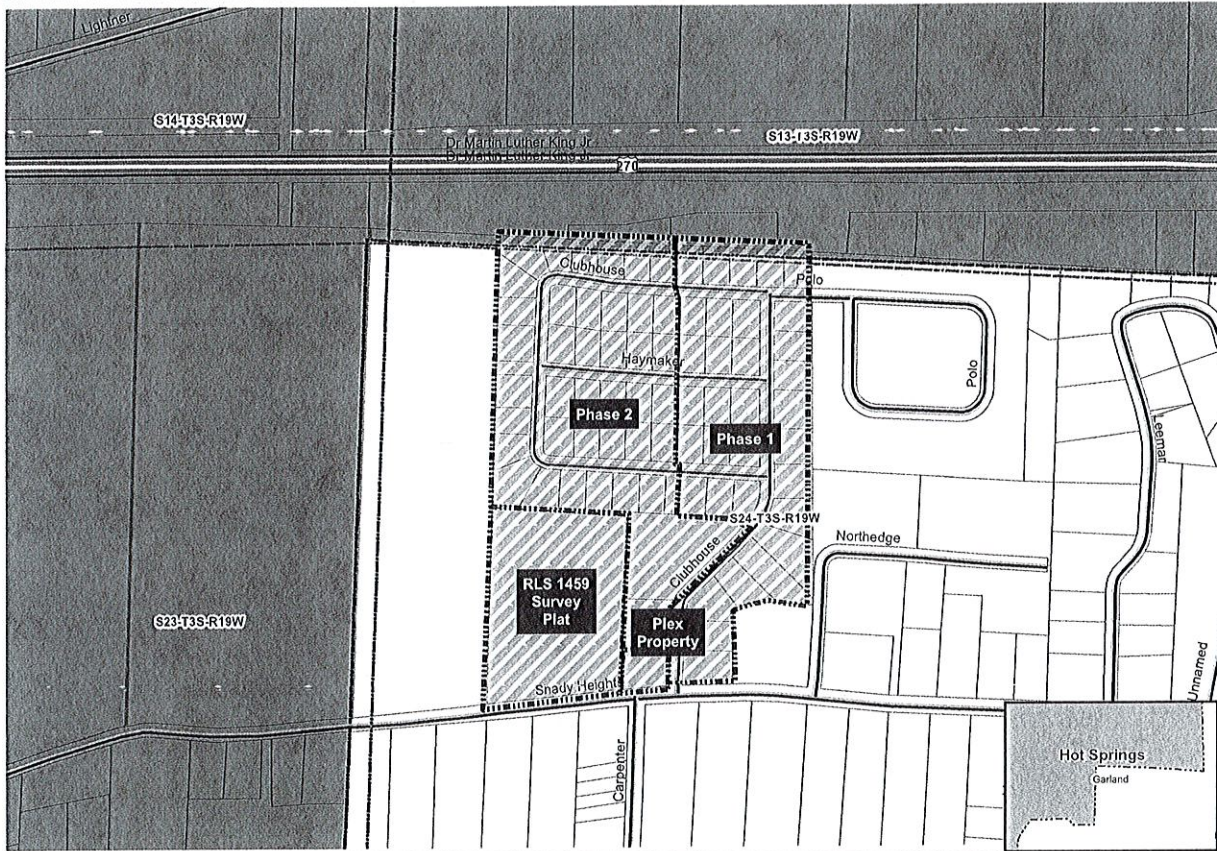 Lightner
S14-T3S-R19W
S13-T3S-R19W
Dr Martin Luther King Jr
Dr Martin Luther King Jr
270
Clubhouse
Polo
Haymaker
Polo
Phase 2
Phase 1
Leemar
S24-T3S-R19W
Northedge
Clubhouse
RLS 1459
Survey
Plat
S23-T3S-R19W
Plex
Property
Snady Height
Unnamed
Carpenter
Hot Springs
Garland